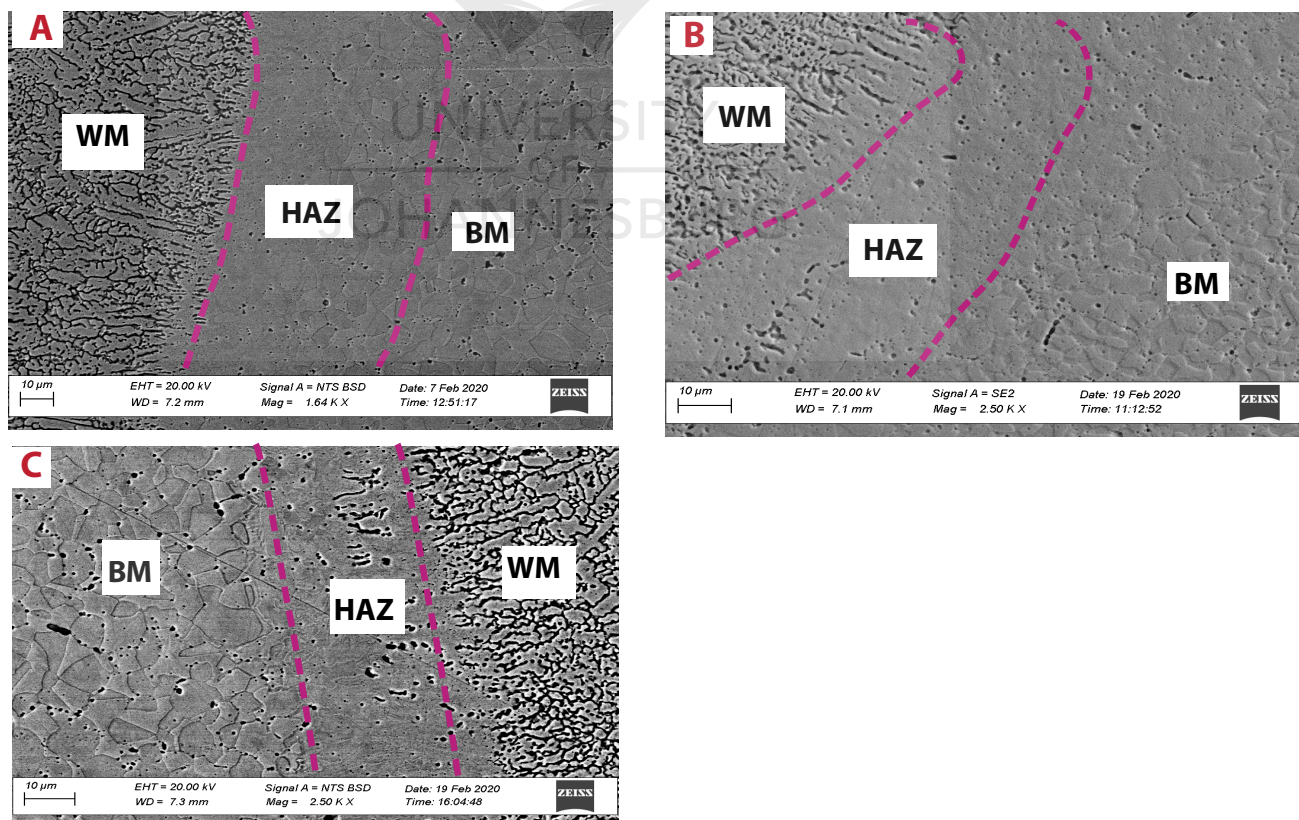 A
WM
HAZ
BM
10 µm
EHT = 20.00 kV
Signal A = NTS BSD
Date: 7 Feb 2020
WD = 7.2 mm
Mag = 1.64 K X
Time: 12:51:17
ZEISS
B
WM
HAZ
BM
10 µm
EHT = 20.00 kV
Signal A = SE2
Date: 19 Feb 2020
WD = 7.1 mm
Mag = 2.50 K X
Time: 11:12:52
ZEISS
UNIVERSITY
OF
JOHANNESBURG
C
BM
HAZ
WM
10 µm
EHT = 20.00 kV
Signal A = NTS BSD
Date: 19 Feb 2020
WD = 7.3 mm
Mag = 2.50 K X
Time: 16:04:48
ZEISS